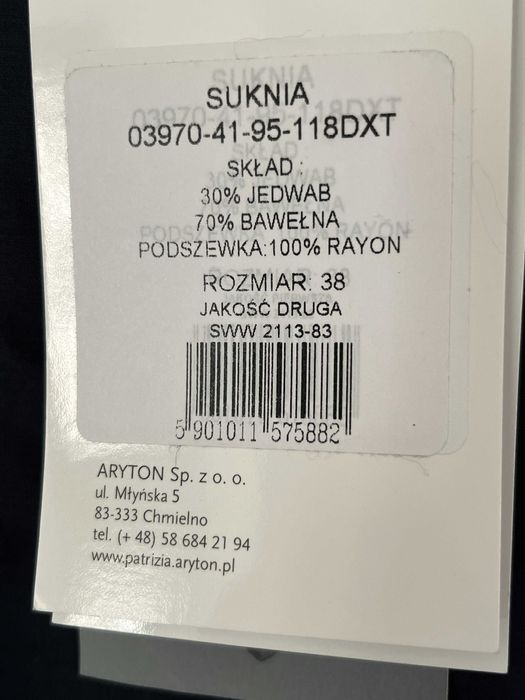 SUKNIA
03970-41-95-118DXT
SKŁAD :
30% JEDWAB
70% BAWEŁNA
PODSZEWKA:100% RAYON
ROZMIAR: 38
JAKOŚĆ DRUGA
SWW 2113-83
5 901011 575882
ARYTON Sp. z o. o.
ul. Młyńska 5
83-333 Chmielno
tel. (+ 48) 58 684 21 94
www.patrizia.aryton.pl